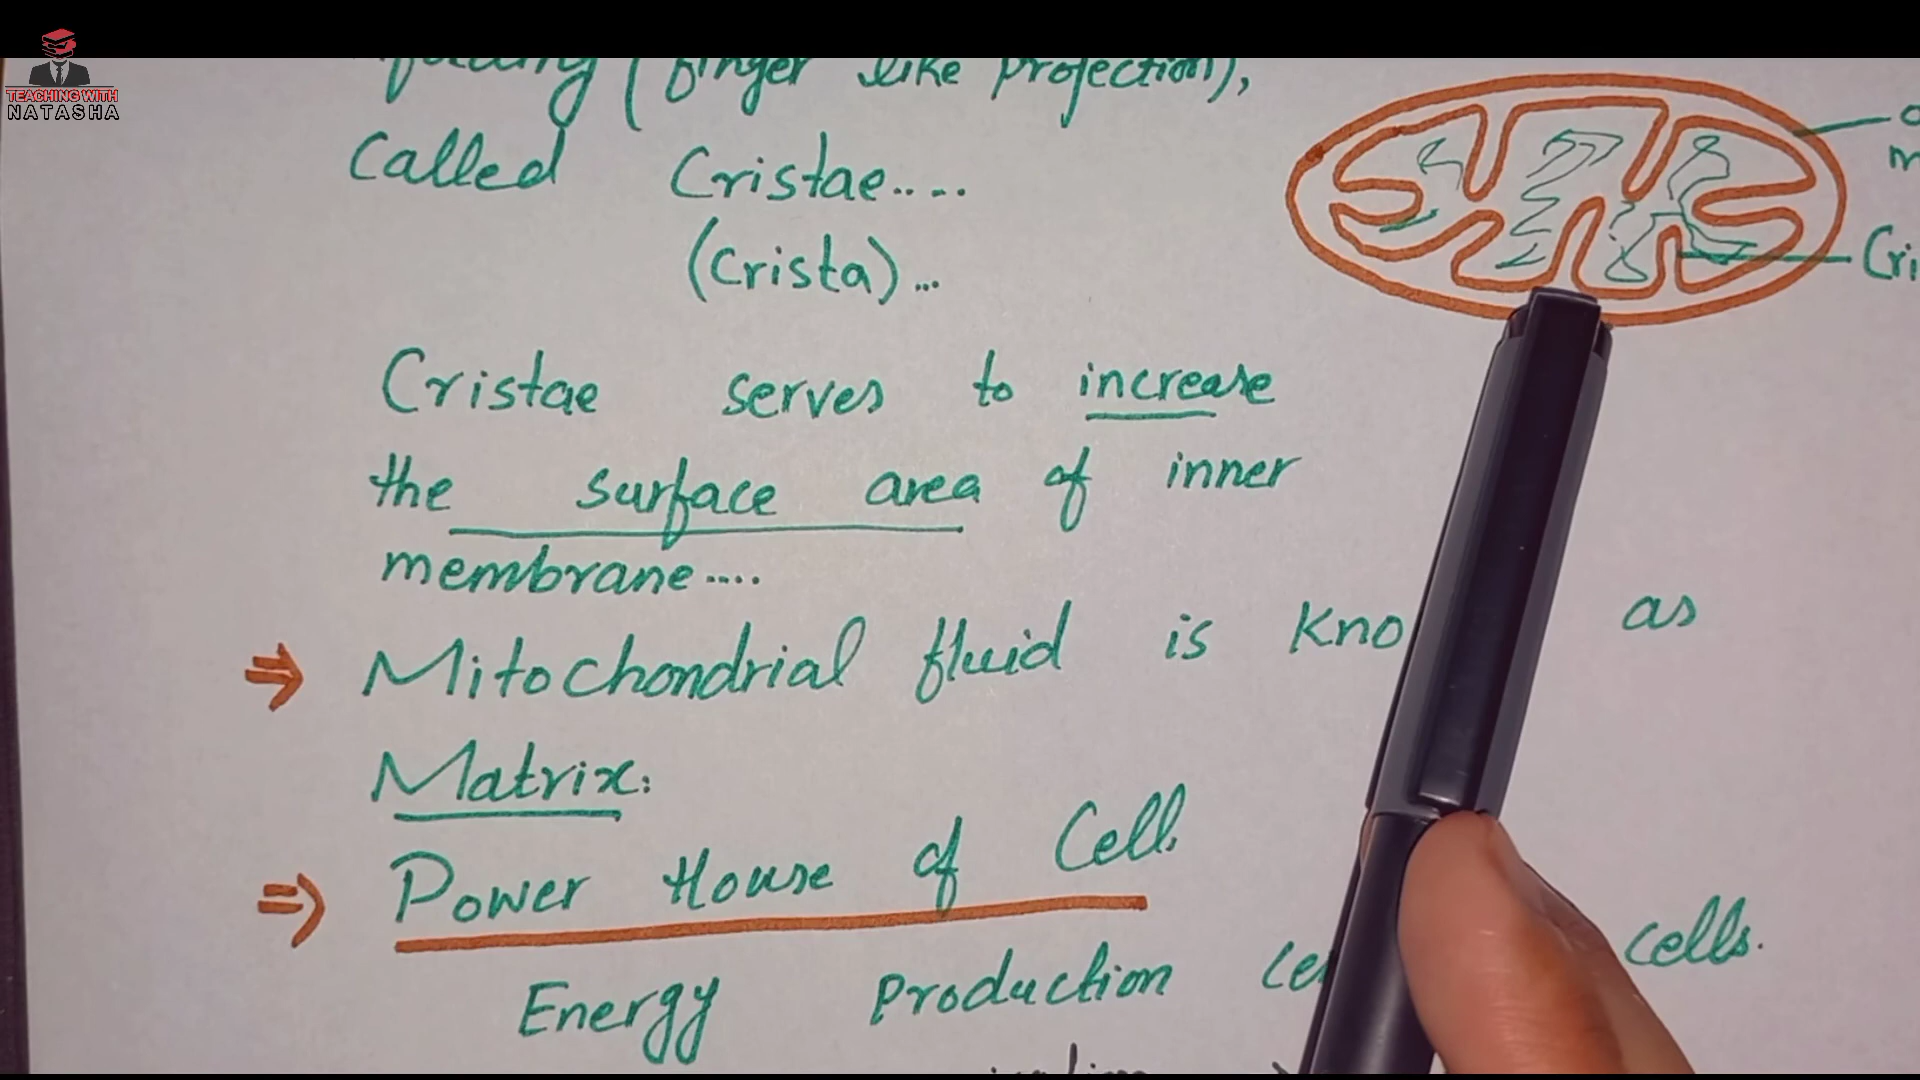 TEACHING WITH
NATASHA
(finger like projection),
called Cristae....
(Crista)...
Cristae serves to increase
the surface area of inner
membrane....
⇒ Mitochondrial fluid is kno as
Matrix:
⇒ Power House of Cell.
Energy Production ce cells.
Cri